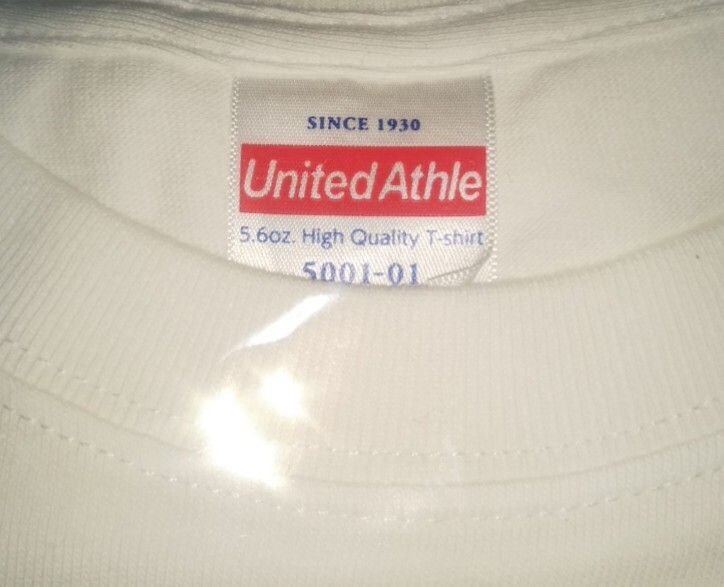 SINCE 1930
United Athle
5.6oz. High Quality T-shirt
5001-01